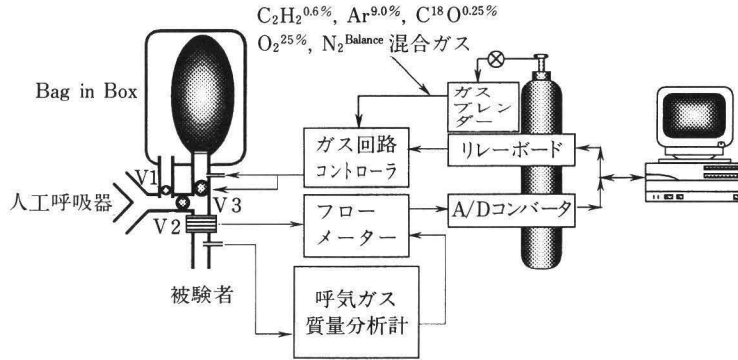 C₂H₂⁰·⁶%, Ar⁹·⁰%, C¹⁸O⁰·²⁵%
O₂²⁵%, N₂ᴮᵃˡᵃⁿᶜᵉ 混合ガス
Bag in Box
ガス
ブレン
ダー
ガス回路
コントローラ
リレーボード
V1
人工呼吸器
V3
V2
フロー
メーター
A/Dコンバータ
被験者
呼気ガス
質量分析計